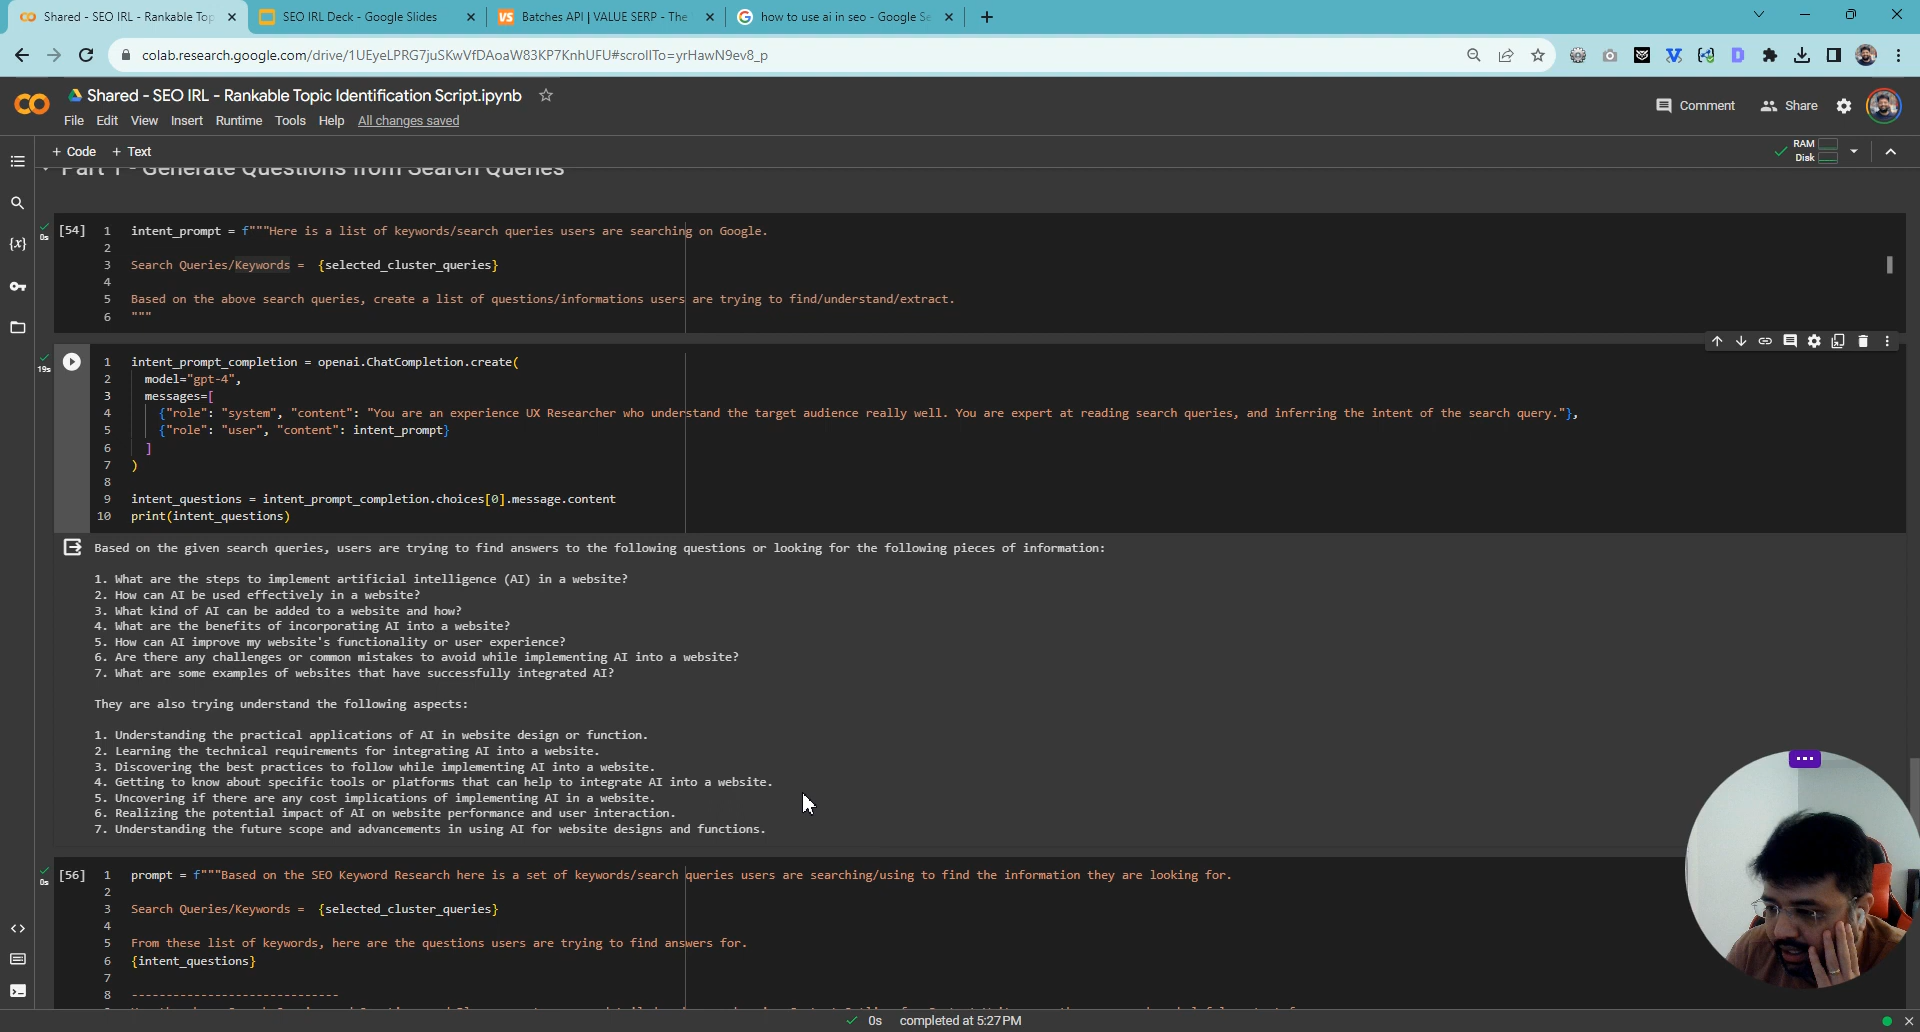 Shared - SEO IRL - Rankable Top
SEO IRL Deck - Google Slides
Batches API | VALUE SERP - The
how to use ai in seo - Google Se
colab.research.google.com/drive/1UEyeLPRG7juSKwVfDAoaW83KP7KnhUFU#scrollTo=yrHawN9ev8_p
Shared - SEO IRL - Rankable Topic Identification Script.ipynb
Comment
Share
File Edit View Insert Runtime Tools Help All changes saved
+ Code + Text
RAM
Disk
Part 1 - Generate Questions from Search Queries
0s
[54]
1 intent_prompt = f"""Here is a list of keywords/search queries users are searching on Google.
2
3 Search Queries/Keywords = {selected_cluster_queries}
4
5 Based on the above search queries, create a list of questions/informations users are trying to find/understand/extract.
6 """
19s
1 intent_prompt_completion = openai.ChatCompletion.create(
2 model="gpt-4",
3 messages=[
4 {"role": "system", "content": "You are an experience UX Researcher who understand the target audience really well. You are expert at reading search queries, and inferring the intent of the search query."},
5 {"role": "user", "content": intent_prompt}
6 ]
7 )
8
9 intent_questions = intent_prompt_completion.choices[0].message.content
10 print(intent_questions)
Based on the given search queries, users are trying to find answers to the following questions or looking for the following pieces of information:
1. What are the steps to implement artificial intelligence (AI) in a website?
2. How can AI be used effectively in a website?
3. What kind of AI can be added to a website and how?
4. What are the benefits of incorporating AI into a website?
5. How can AI improve my website's functionality or user experience?
6. Are there any challenges or common mistakes to avoid while implementing AI into a website?
7. What are some examples of websites that have successfully integrated AI?
They are also trying understand the following aspects:
1. Understanding the practical applications of AI in website design or function.
2. Learning the technical requirements for integrating AI into a website.
3. Discovering the best practices to follow while implementing AI into a website.
4. Getting to know about specific tools or platforms that can help to integrate AI into a website.
5. Uncovering if there are any cost implications of implementing AI in a website.
6. Realizing the potential impact of AI on website performance and user interaction.
7. Understanding the future scope and advancements in using AI for website designs and functions.
0s
[56]
1 prompt = f"""Based on the SEO Keyword Research here is a set of keywords/search queries users are searching/using to find the information they are looking for.
2
3 Search Queries/Keywords = {selected_cluster_queries}
4
5 From these list of keywords, here are the questions users are trying to find answers for.
6 {intent_questions}
7
8 ------------------------------
0s completed at 5:27 PM